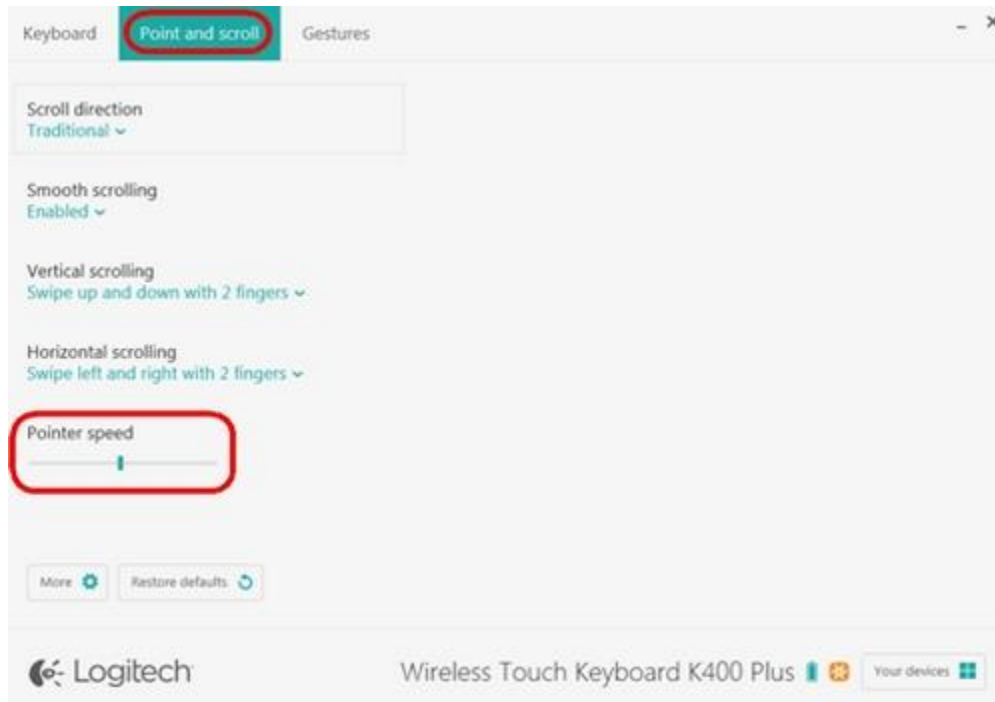 Keyboard
Point and scroll
Gestures
Scroll direction
Traditional
Smooth scrolling
Enabled
Vertical scrolling
Swipe up and down with 2 fingers
Horizontal scrolling
Swipe left and right with 2 fingers
Pointer speed
More
Restore defaults
Logitech
Wireless Touch Keyboard K400 Plus
Your devices